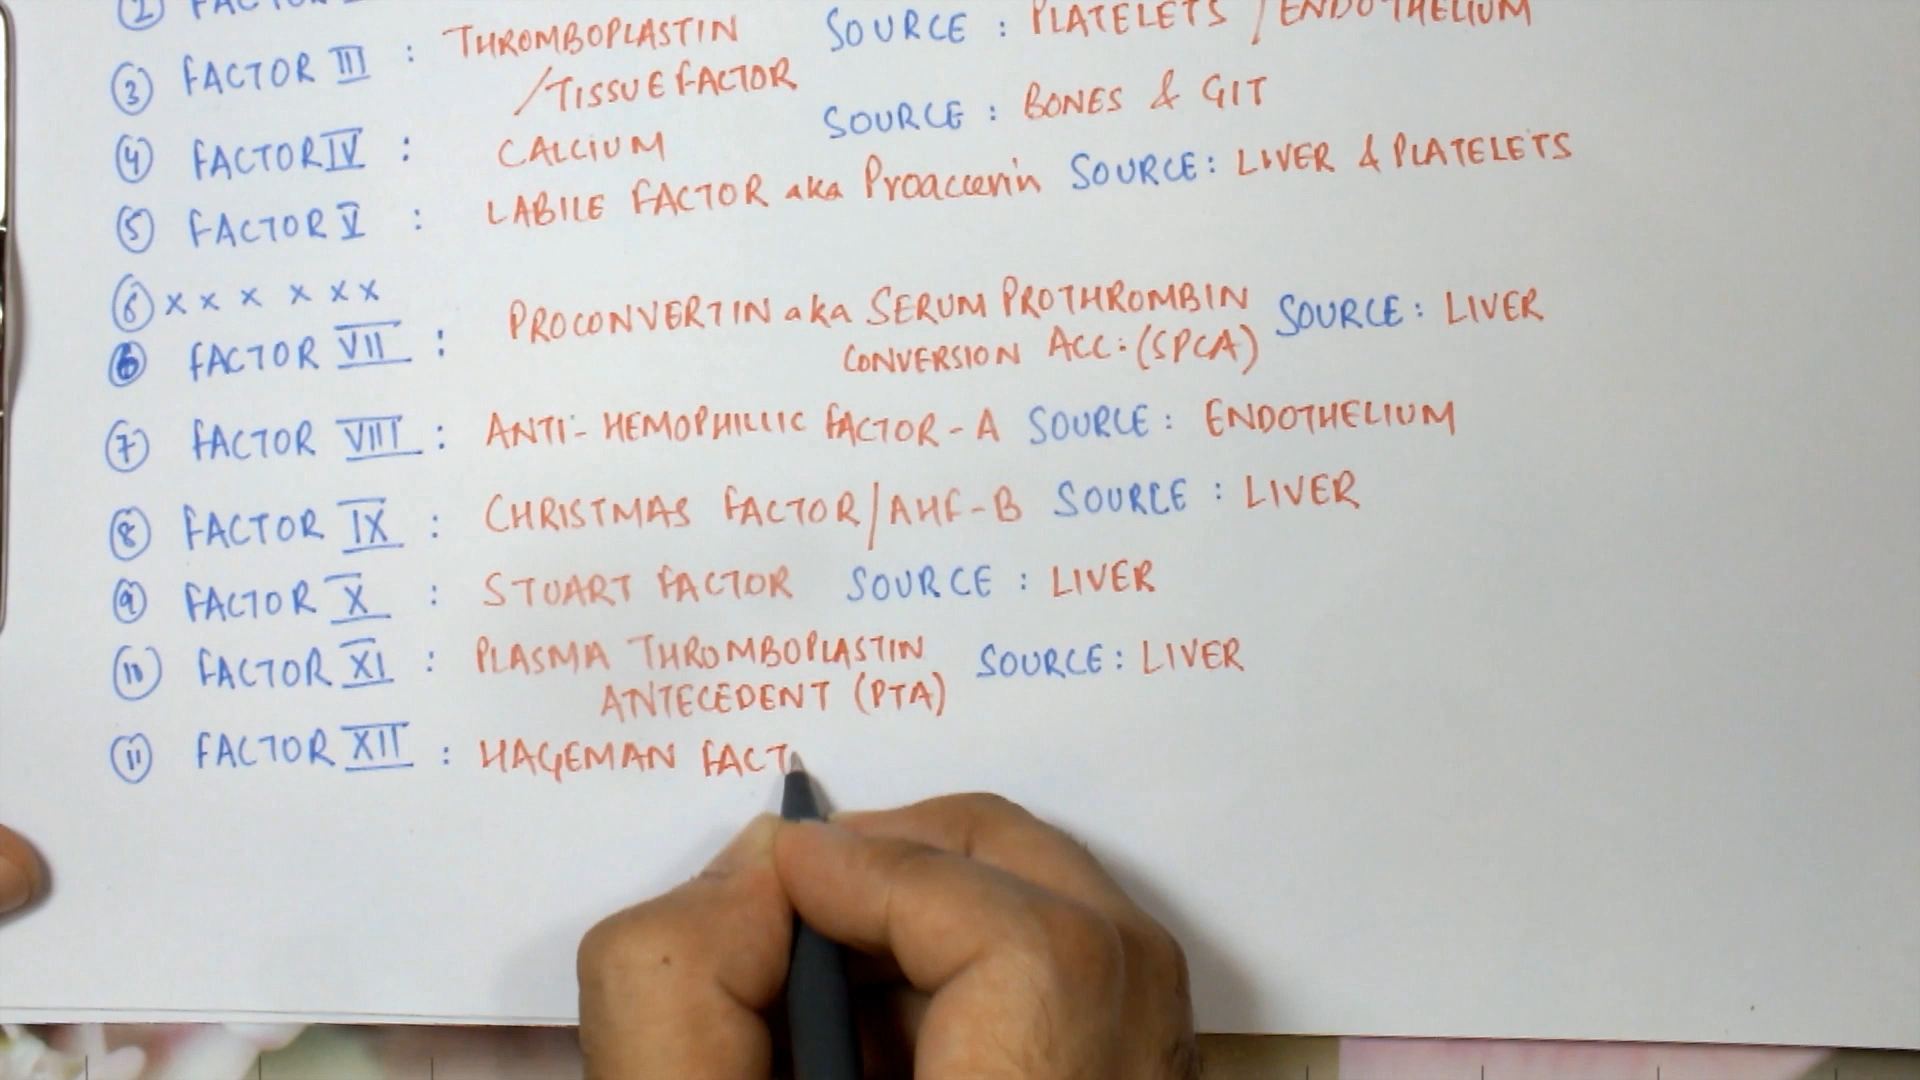 ② FACTOR
③ FACTOR III : THROMBOPLASTIN SOURCE : PLATELETS / ENDOTHELIUM
/TISSUE FACTOR
④ FACTOR IV : CALCIUM SOURCE : BONES & GIT
⑤ FACTOR V : LABILE FACTOR aka Proaccerin SOURCE : LIVER & PLATELETS
⑥ x x x x x x
⑥ FACTOR VII : PROCONVERTIN aka SERUM PROTHROMBIN SOURCE : LIVER
CONVERSION ACC: (SPCA)
⑦ FACTOR VIII : ANTI-HEMOPHILLIC FACTOR-A SOURCE : ENDOTHELIUM
⑧ FACTOR IX : CHRISTMAS FACTOR/AHF-B SOURCE : LIVER
⑨ FACTOR X : STUART FACTOR SOURCE : LIVER
⑩ FACTOR XI : PLASMA THROMBOPLASTIN SOURCE : LIVER
ANTECEDENT (PTA)
⑪ FACTOR XII : HAGEMAN FACT